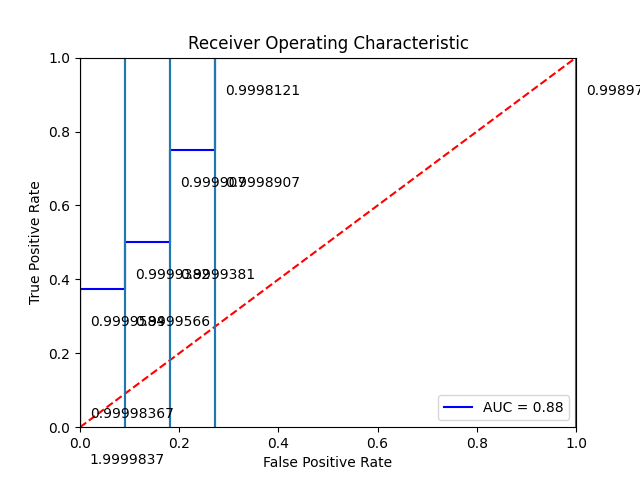 Receiver Operating Characteristic
1.0
0.9998121
0.99897
0.8
0.9998907
0.6
True Positive Rate
0.4
0.9999381
0.9999566
0.2
0.99998367
AUC = 0.88
0.0
0.0 0.2 0.4 0.6 0.8 1.0
1.9999837
False Positive Rate